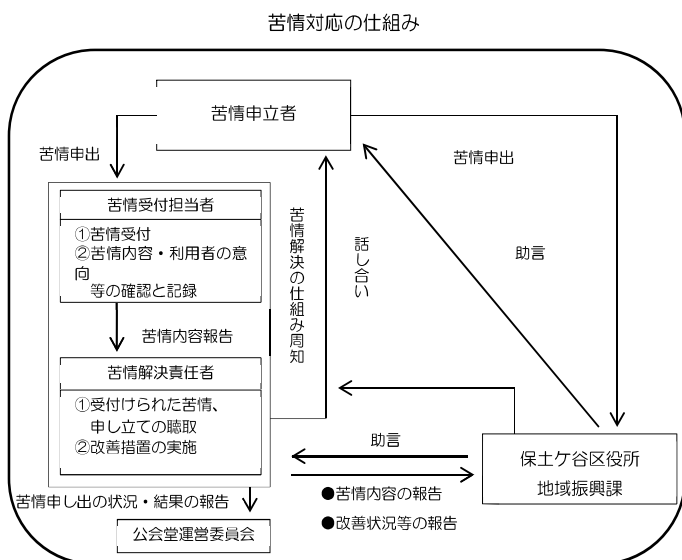 苦情対応の仕組み
苦情申立者
苦情申出
苦情申出
苦情受付担当者
①苦情受付
②苦情内容・利用者の意
向
等の確認と記録
苦情解決の仕組み周知
話し合い
助言
苦情内容報告
苦情解決責任者
①受付けられた苦情、
申し立ての聴取
②改善措置の実施
助言
保土ケ谷区役所
地域振興課
苦情申し出の状況・結果の報告
●苦情内容の報告
●改善状況等の報告
公会堂運営委員会